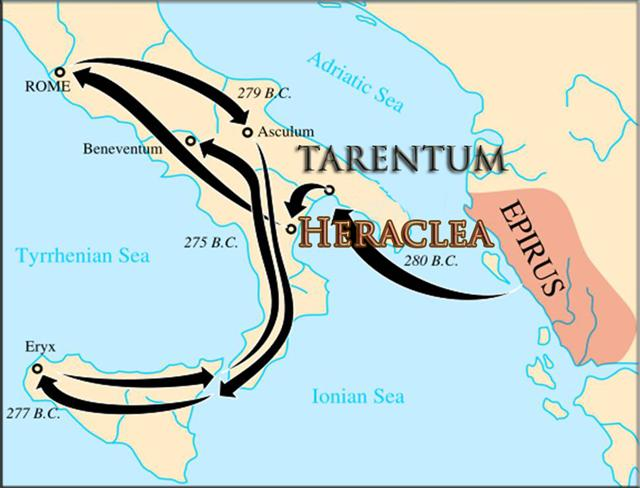 Adriatic Sea
ROME
279 B.C.
Asculum
Beneventum
TARENTUM
EPIRUS
HERACLEA
275 B.C.
280 B.C.
Tyrrhenian Sea
Eryx
Ionian Sea
277 B.C.